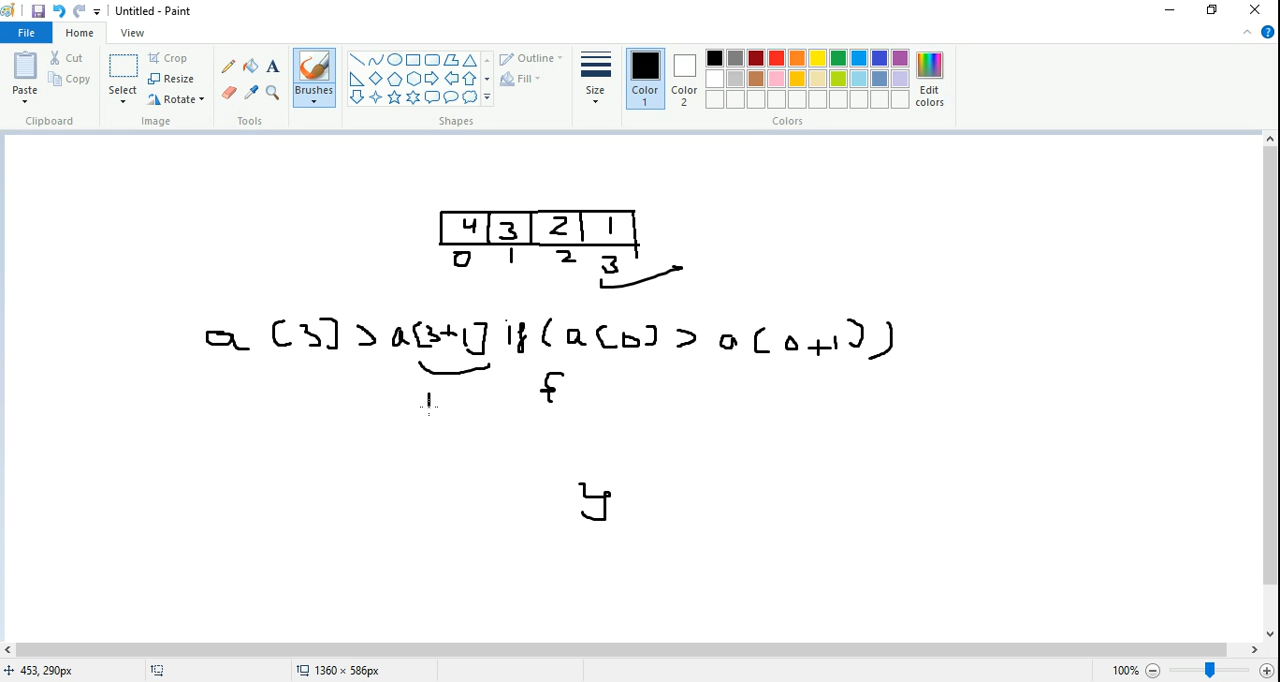 Untitled - Paint
File Home View
Paste
Cut
Copy
Clipboard
Select
Resize
Rotate
Image
A
Tools
Brushes
Outline
Fill
Shapes
Size
Color 1
Color 2
Edit colors
Colors
4 3 2 1
0 1 2 3
a [3] > a[3+1] if (a[0] > a[0+1])
f
453, 290px
1360 × 586px
100%